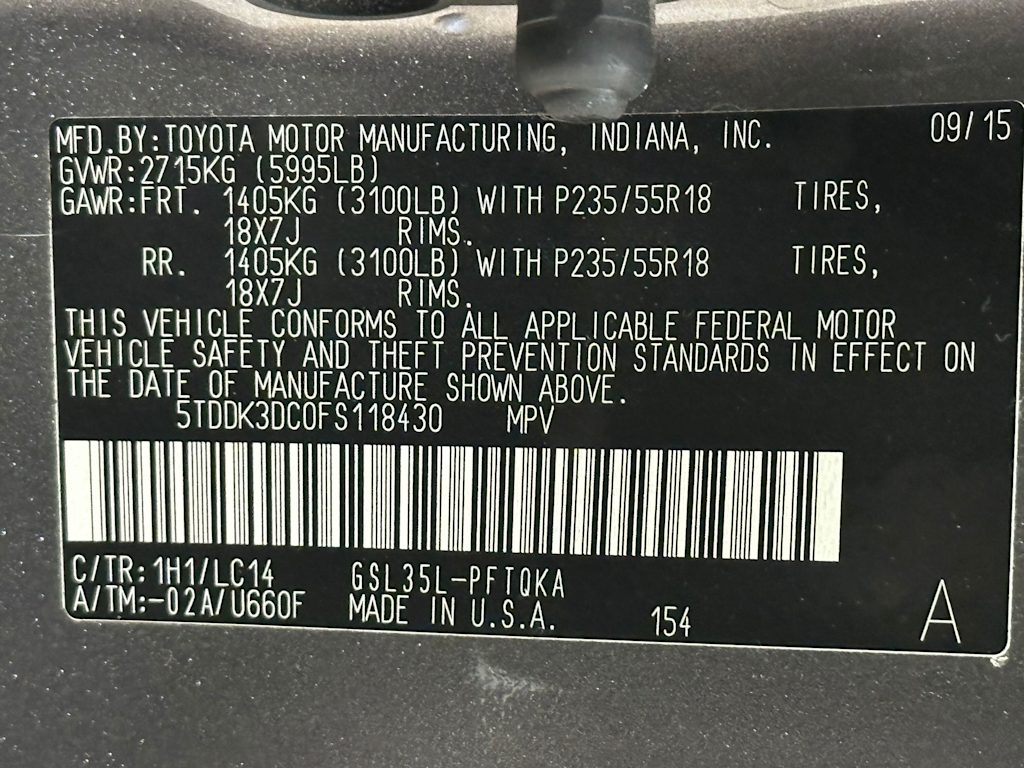 MFD.BY:TOYOTA MOTOR MANUFACTURING, INDIANA, INC. 09/15
GVWR:2715KG (5995LB)
GAWR:FRT. 1405KG (3100LB) WITH P235/55R18 TIRES,
18X7J RIMS.
RR. 1405KG (3100LB) WITH P235/55R18 TIRES,
18X7J RIMS.
THIS VEHICLE CONFORMS TO ALL APPLICABLE FEDERAL MOTOR
VEHICLE SAFETY AND THEFT PREVENTION STANDARDS IN EFFECT ON
THE DATE OF MANUFACTURE SHOWN ABOVE.
5TDDK3DC0FS118430 MPV
C/TR:1H1/LC14 GSL35L-PFTQKA
A/TM:-02A/U660F MADE IN U.S.A. 154 A